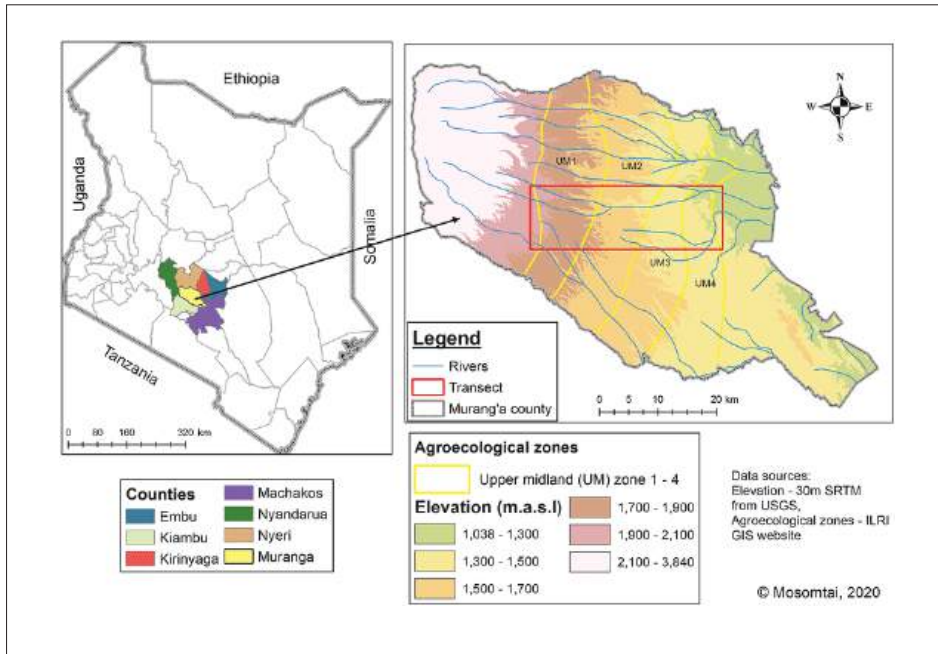 Ethiopia
Uganda
Somalia
Tanzania
0 80 160 320 km
N
W E
S
UM1
UM2
UM3
UM4
Legend
Rivers
Transect
Murang'a county
0 5 10 20 km
Counties
Embu
Kiambu
Kirinyaga
Machakos
Nyandarua
Nyeri
Muranga
Agroecological zones
Upper midland (UM) zone 1 - 4
Elevation (m.a.s.l)
1,038 - 1,300
1,300 - 1,500
1,500 - 1,700
1,700 - 1,900
1,900 - 2,100
2,100 - 3,840
Data sources:
Elevation - 30m SRTM
from USGS,
Agroecological zones - ILRI
GIS website
© Mosomtai, 2020